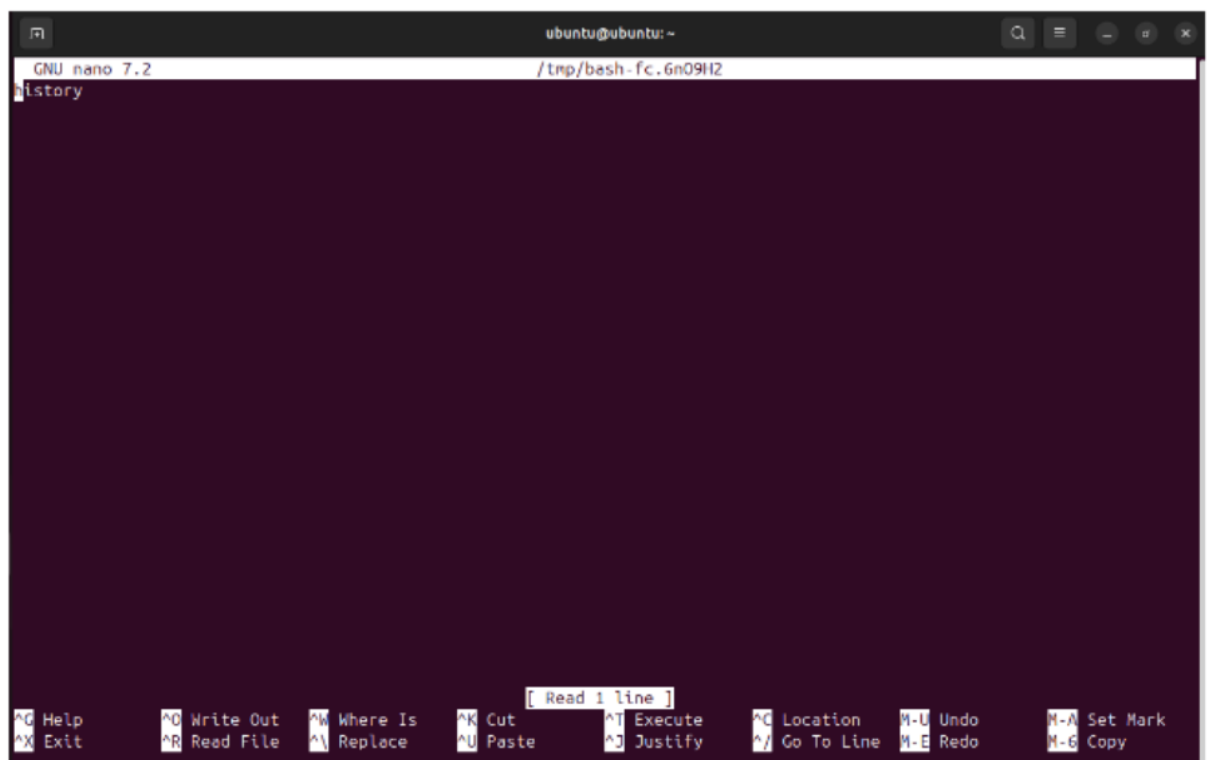 ubuntu@ubuntu: ~
GNU nano 7.2 /tmp/bash-fc.6nO9H2
history
[ Read 1 line ]
^G Help ^O Write Out ^W Where Is ^K Cut ^T Execute ^C Location M-U Undo M-A Set Mark
^X Exit ^R Read File ^\ Replace ^U Paste ^J Justify ^/ Go To Line M-E Redo M-6 Copy